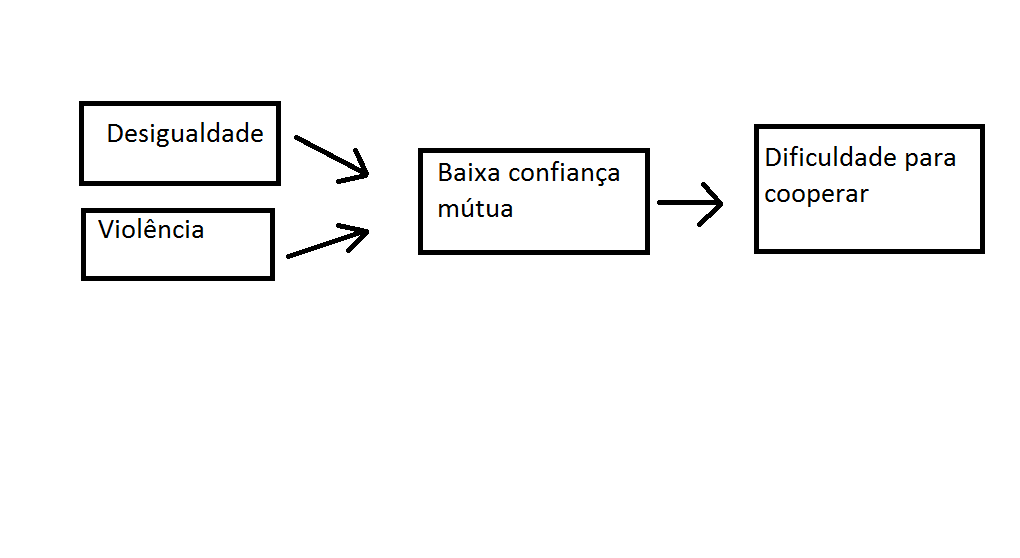 Desigualdade
Violência
Baixa confiança
mútua
Dificuldade para
cooperar